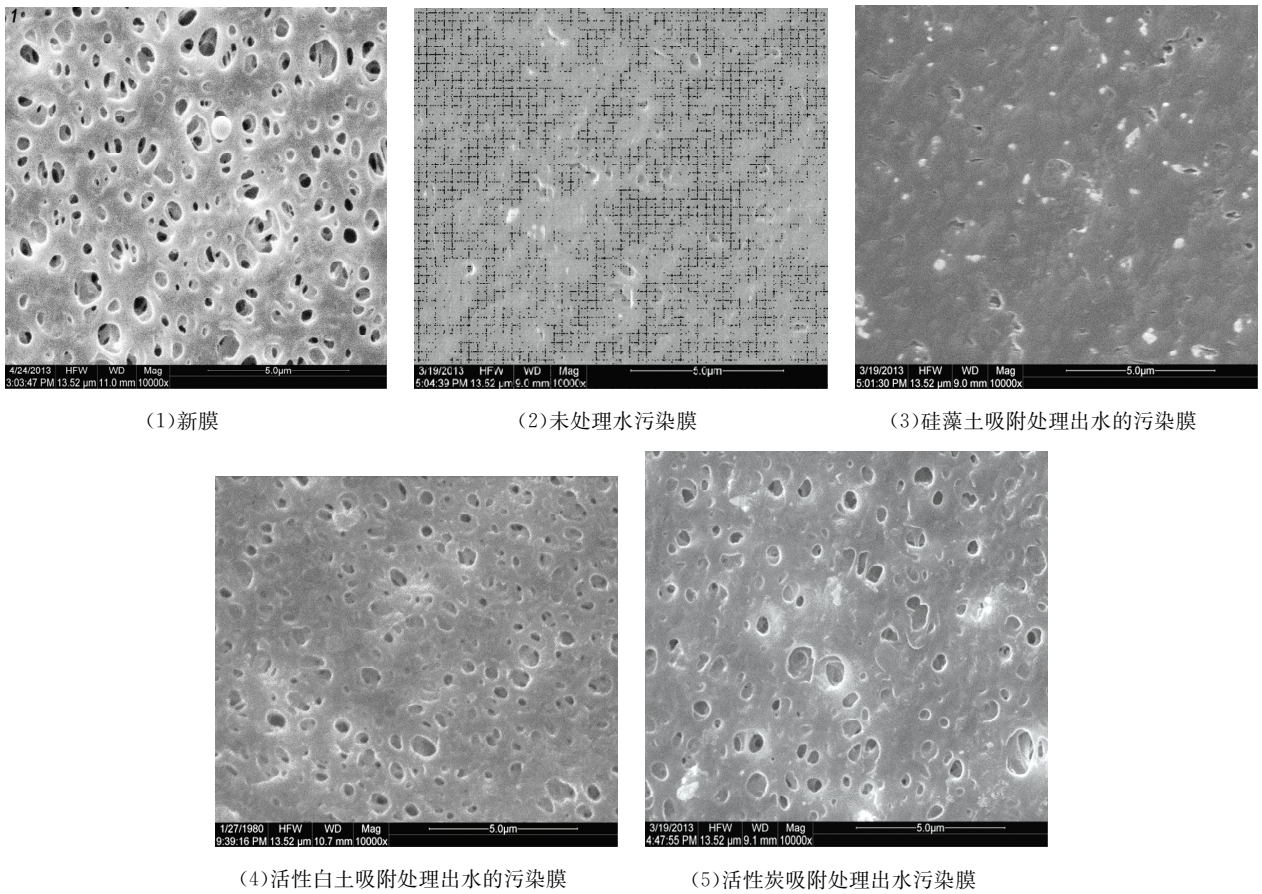 1
4/24/2013 HFW WD Mag 5.0μm
3:03:47 PM 13.52 μm 11.0 mm 10000x
3/19/2013 HFW WD Mag 5.0μm
5:04:39 PM 13.52 μm 9.0 mm 10000x
3/19/2013 HFW WD Mag 5.0μm
5:01:30 PM 13.52 μm 9.0 mm 10000x
(1)新膜
(2)未处理水污染膜
(3)硅藻土吸附处理出水的污染膜
1/27/1980 HFW WD Mag 5.0μm
9:39:16 PM 13.52 μm 10.7 mm 10000x
3/19/2013 HFW WD Mag 5.0μm
4:47:55 PM 13.52 μm 9.1 mm 10000x
(4)活性白土吸附处理出水的污染膜
(5)活性炭吸附处理出水污染膜